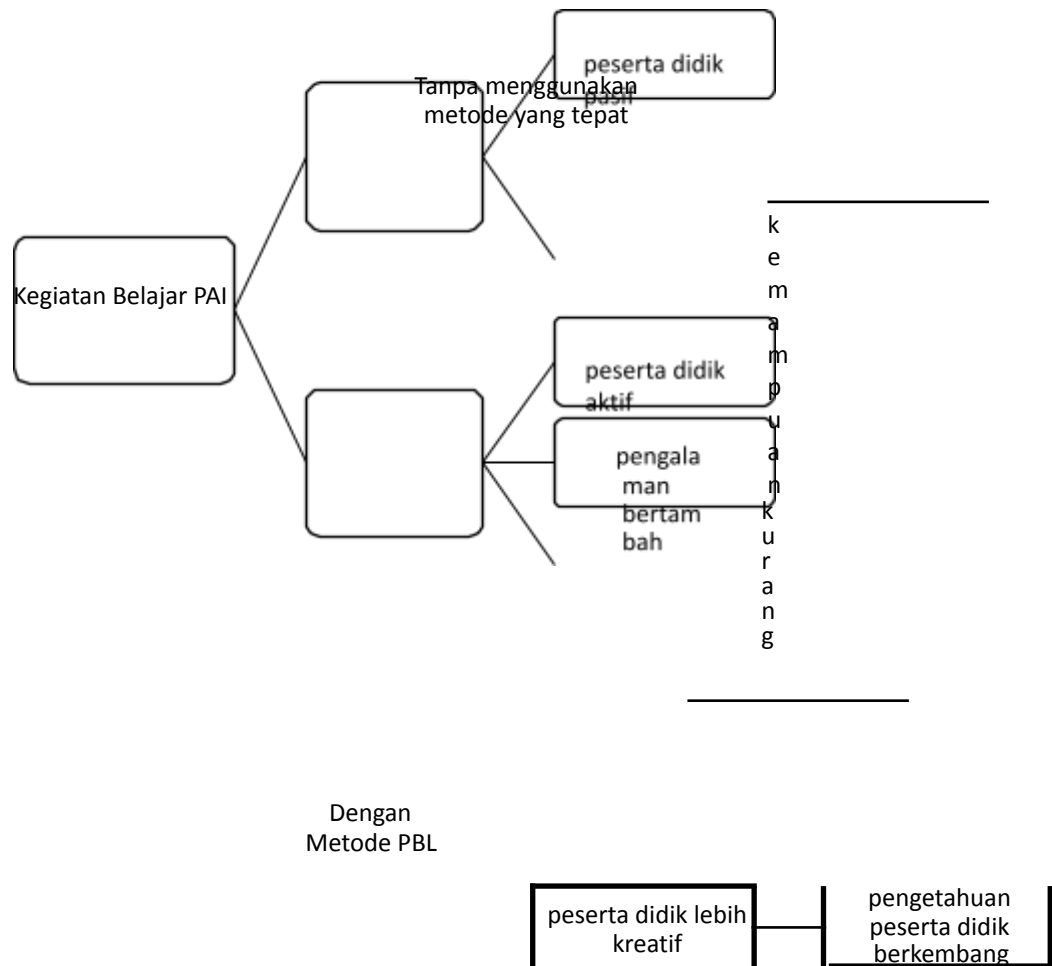 peserta didik
pasif
Tanpa menggunakan
metode yang tepat
Kegiatan Belajar PAI
k
e
m
a
m
p
u
a
n
k
u
r
a
n
g
peserta didik
aktif
pengala
man
bertam
bah
Dengan
Metode PBL
peserta didik lebih
kreatif
pengetahuan
peserta didik
berkembang